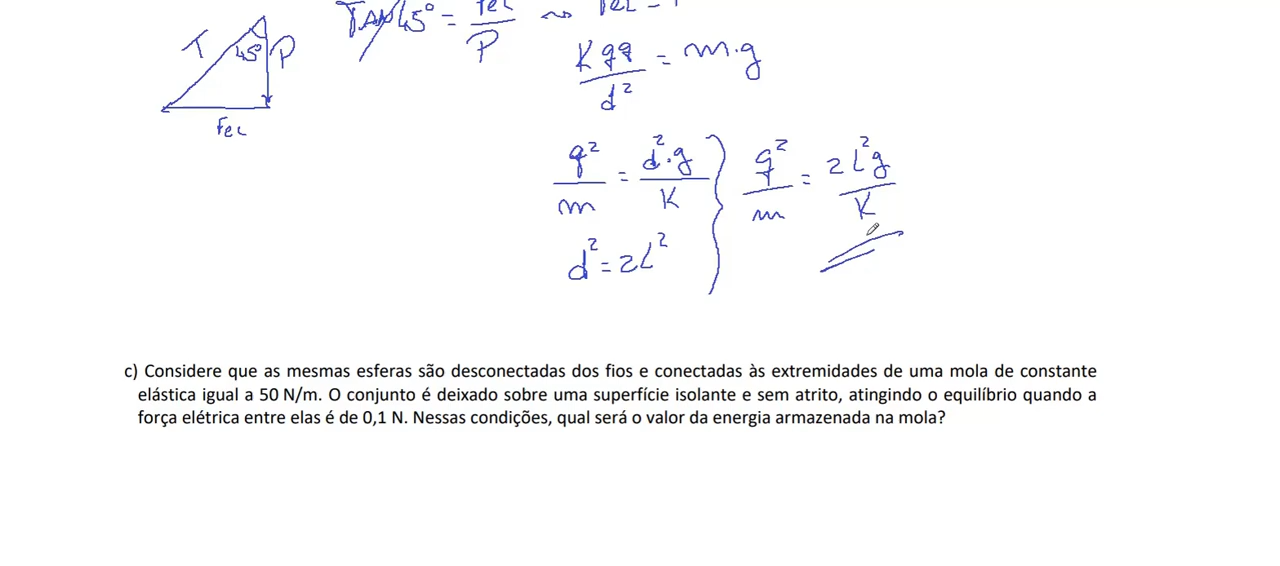 TAN 45° = Fel / P ~> Fel = P
T 45° P
K q q / d² = m·g
Fel
q² / m = d²·g / K } q² / m = 2L²g / K
d² = 2L²
c) Considere que as mesmas esferas são desconectadas dos fios e conectadas às extremidades de uma mola de constante
elástica igual a 50 N/m. O conjunto é deixado sobre uma superfície isolante e sem atrito, atingindo o equilíbrio quando a
força elétrica entre elas é de 0,1 N. Nessas condições, qual será o valor da energia armazenada na mola?